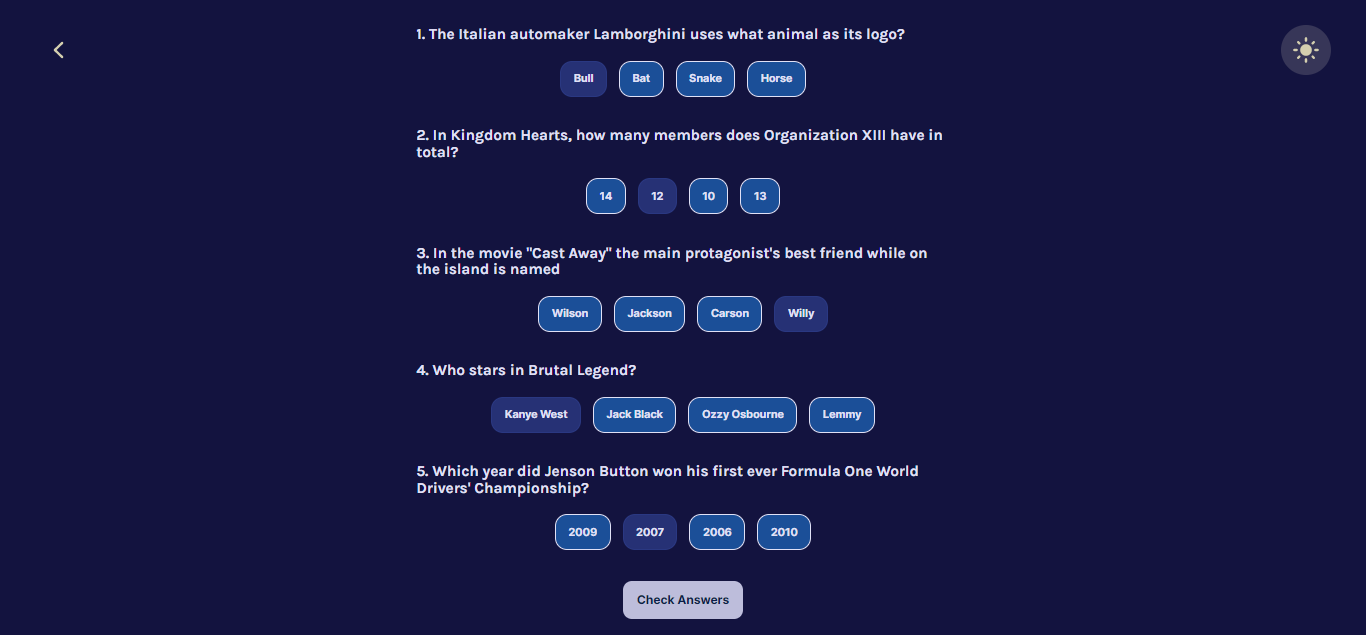 1. The Italian automaker Lamborghini uses what animal as its logo?
Bull Bat Snake Horse
2. In Kingdom Hearts, how many members does Organization XIII have in
total?
14 12 10 13
3. In the movie "Cast Away" the main protagonist's best friend while on
the island is named
Wilson Jackson Carson Willy
4. Who stars in Brutal Legend?
Kanye West Jack Black Ozzy Osbourne Lemmy
5. Which year did Jenson Button won his first ever Formula One World
Drivers' Championship?
2009 2007 2006 2010
Check Answers